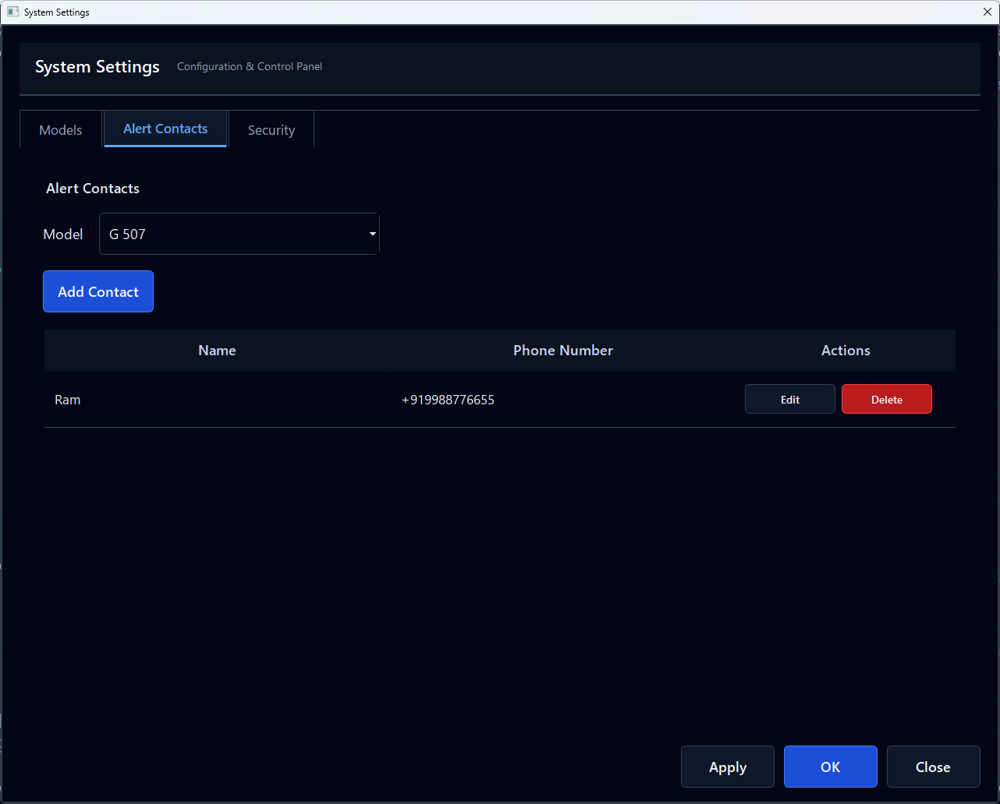 System Settings
System Settings Configuration & Control Panel
Models Alert Contacts Security
Alert Contacts
Model G 507
Add Contact
Name Phone Number Actions
Ram +919988776655 Edit Delete
Apply OK Close